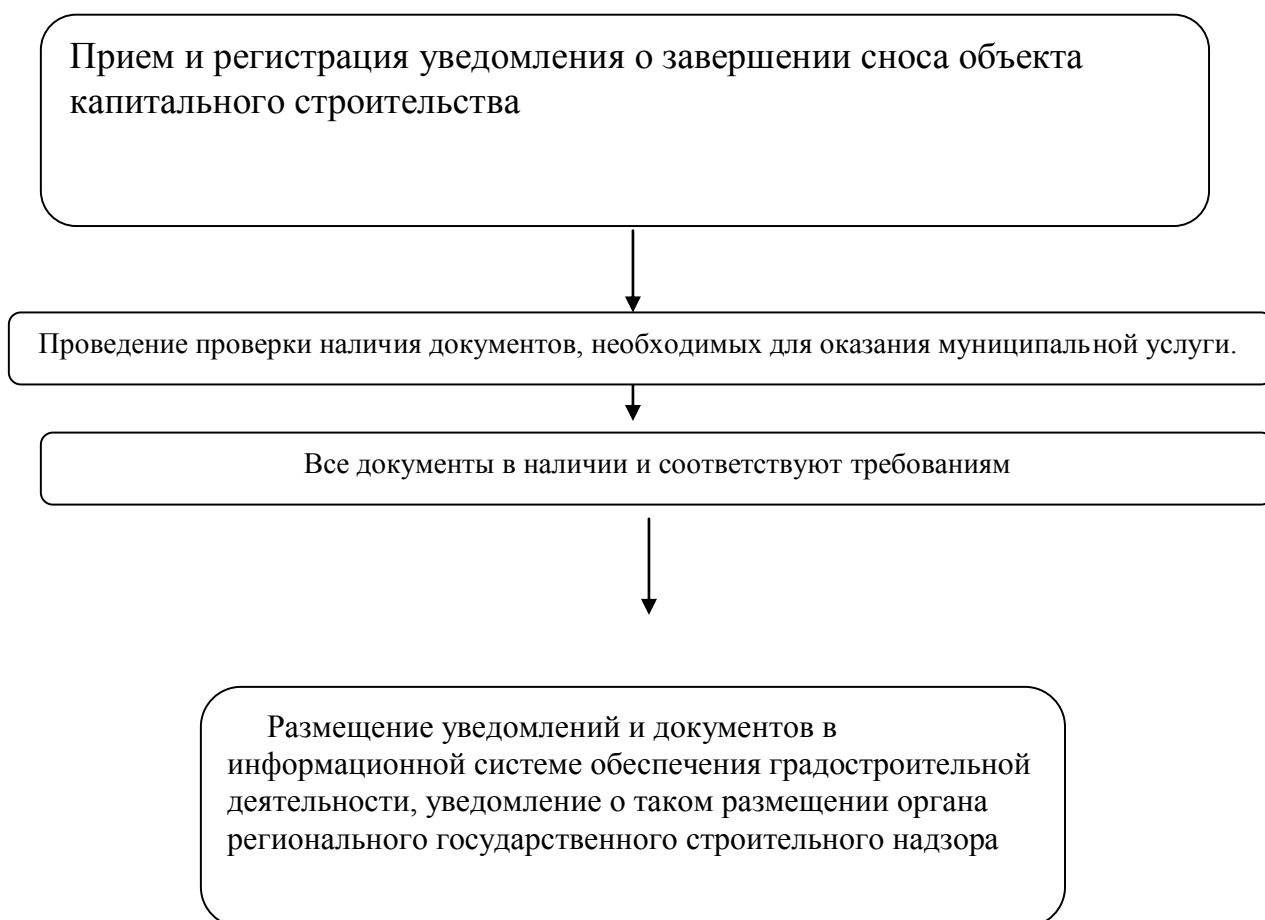 Прием и регистрация уведомления о завершении сноса объекта
капитального строительства
Проведение проверки наличия документов, необходимых для оказания муниципальной услуги.
Все документы в наличии и соответствуют требованиям
Размещение уведомлений и документов в
информационной системе обеспечения градостроительной
деятельности, уведомление о таком размещении органа
регионального государственного строительного надзора